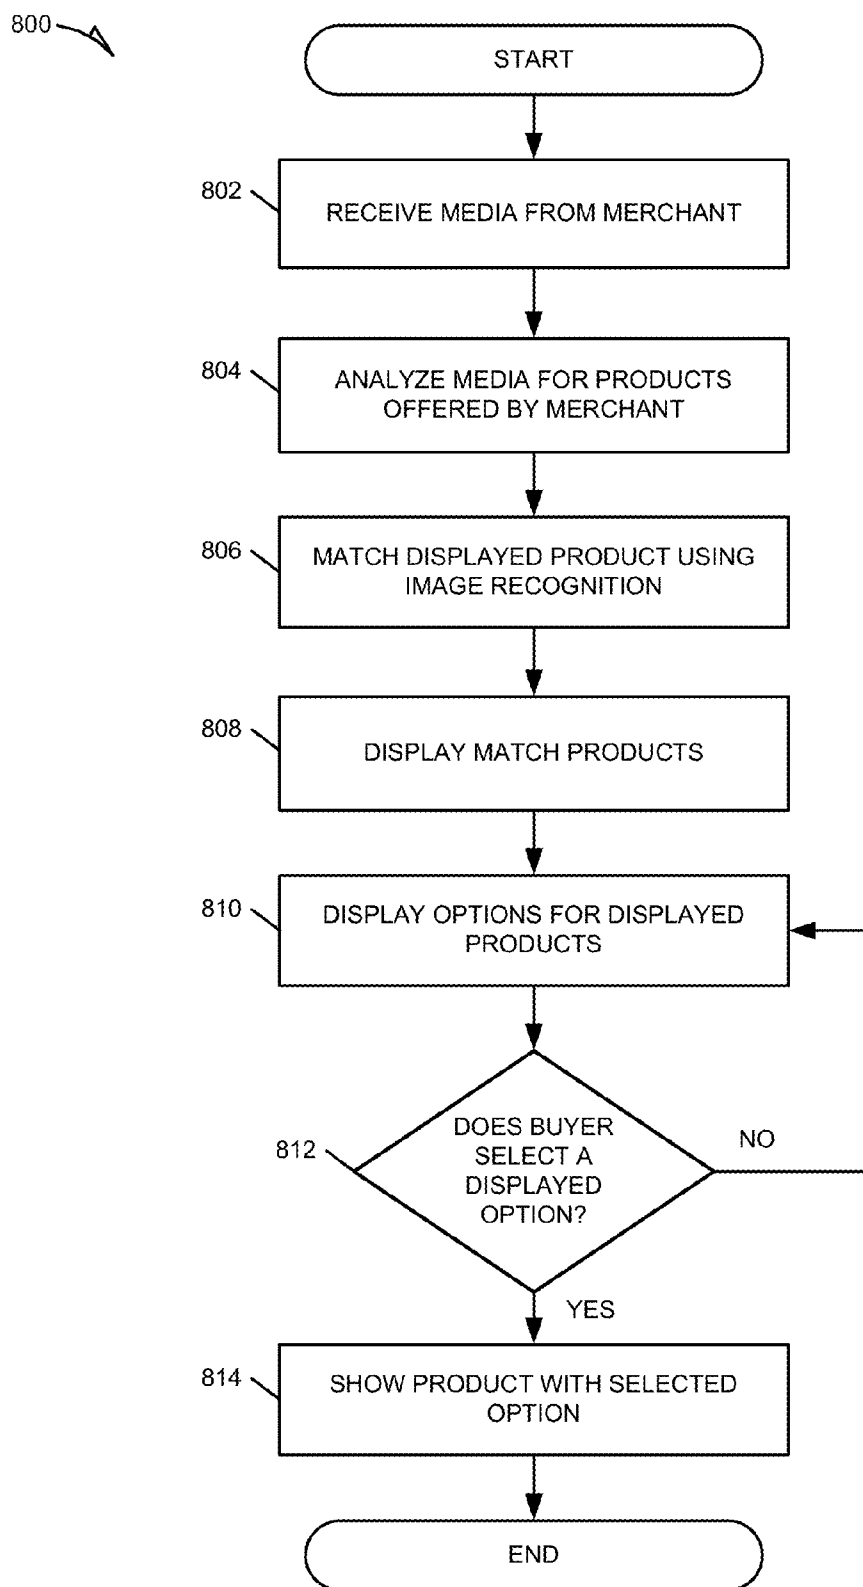 800
START
802
RECEIVE MEDIA FROM MERCHANT
804
ANALYZE MEDIA FOR PRODUCTS
OFFERED BY MERCHANT
806
MATCH DISPLAYED PRODUCT USING
IMAGE RECOGNITION
808
DISPLAY MATCH PRODUCTS
810
DISPLAY OPTIONS FOR DISPLAYED
PRODUCTS
812
DOES BUYER
SELECT A
DISPLAYED
OPTION?
NO
YES
814
SHOW PRODUCT WITH SELECTED
OPTION
END